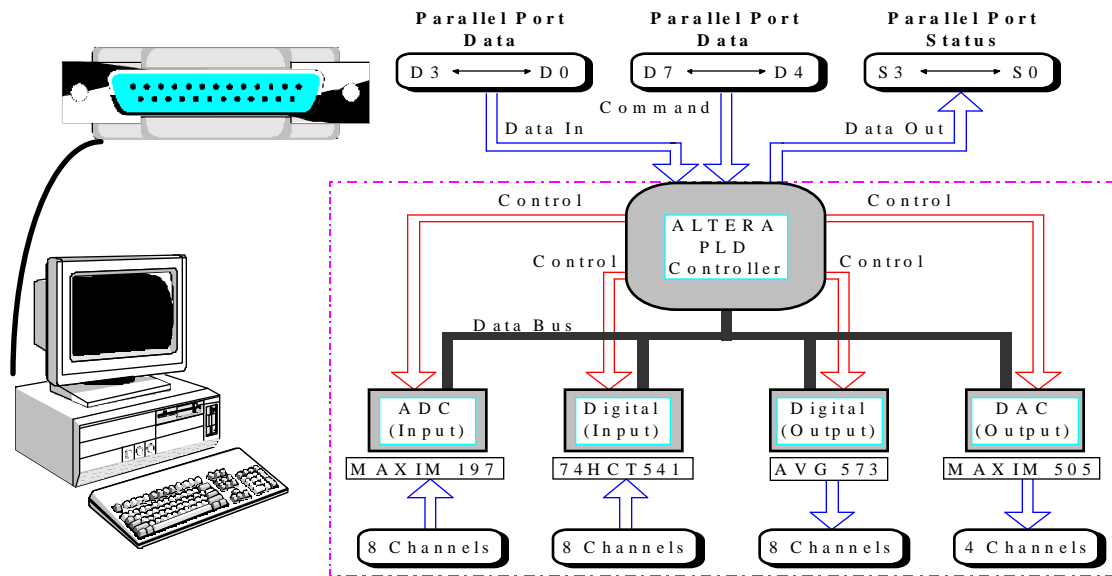 Parallel Port
Data
Parallel Port
Data
Parallel Port
Status
D3 D0
D7 D4
S3 S0
Command
Data In
Data Out
Control
Control
ALTERA
PLD
Controller
Control
Control
Data Bus
ADC
(Input)
Digital
(Input)
Digital
(Output)
DAC
(Output)
MAXIM 197
74HCT541
AVG 573
MAXIM 505
8 Channels
8 Channels
8 Channels
4 Channels